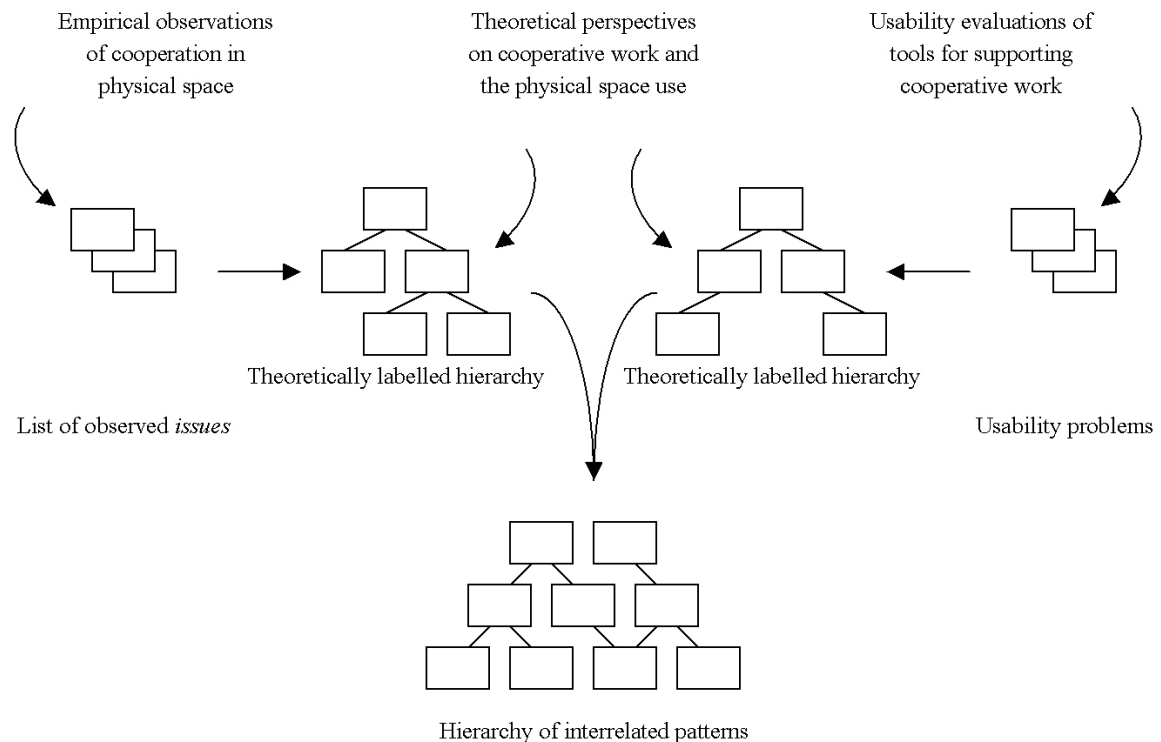 Empirical observations
of cooperation in
physical space
Theoretical perspectives
on cooperative work and
the physical space use
Usability evaluations of
tools for supporting
cooperative work
Theoretically labelled hierarchy
Theoretically labelled hierarchy
List of observed issues
Usability problems
Hierarchy of interrelated patterns